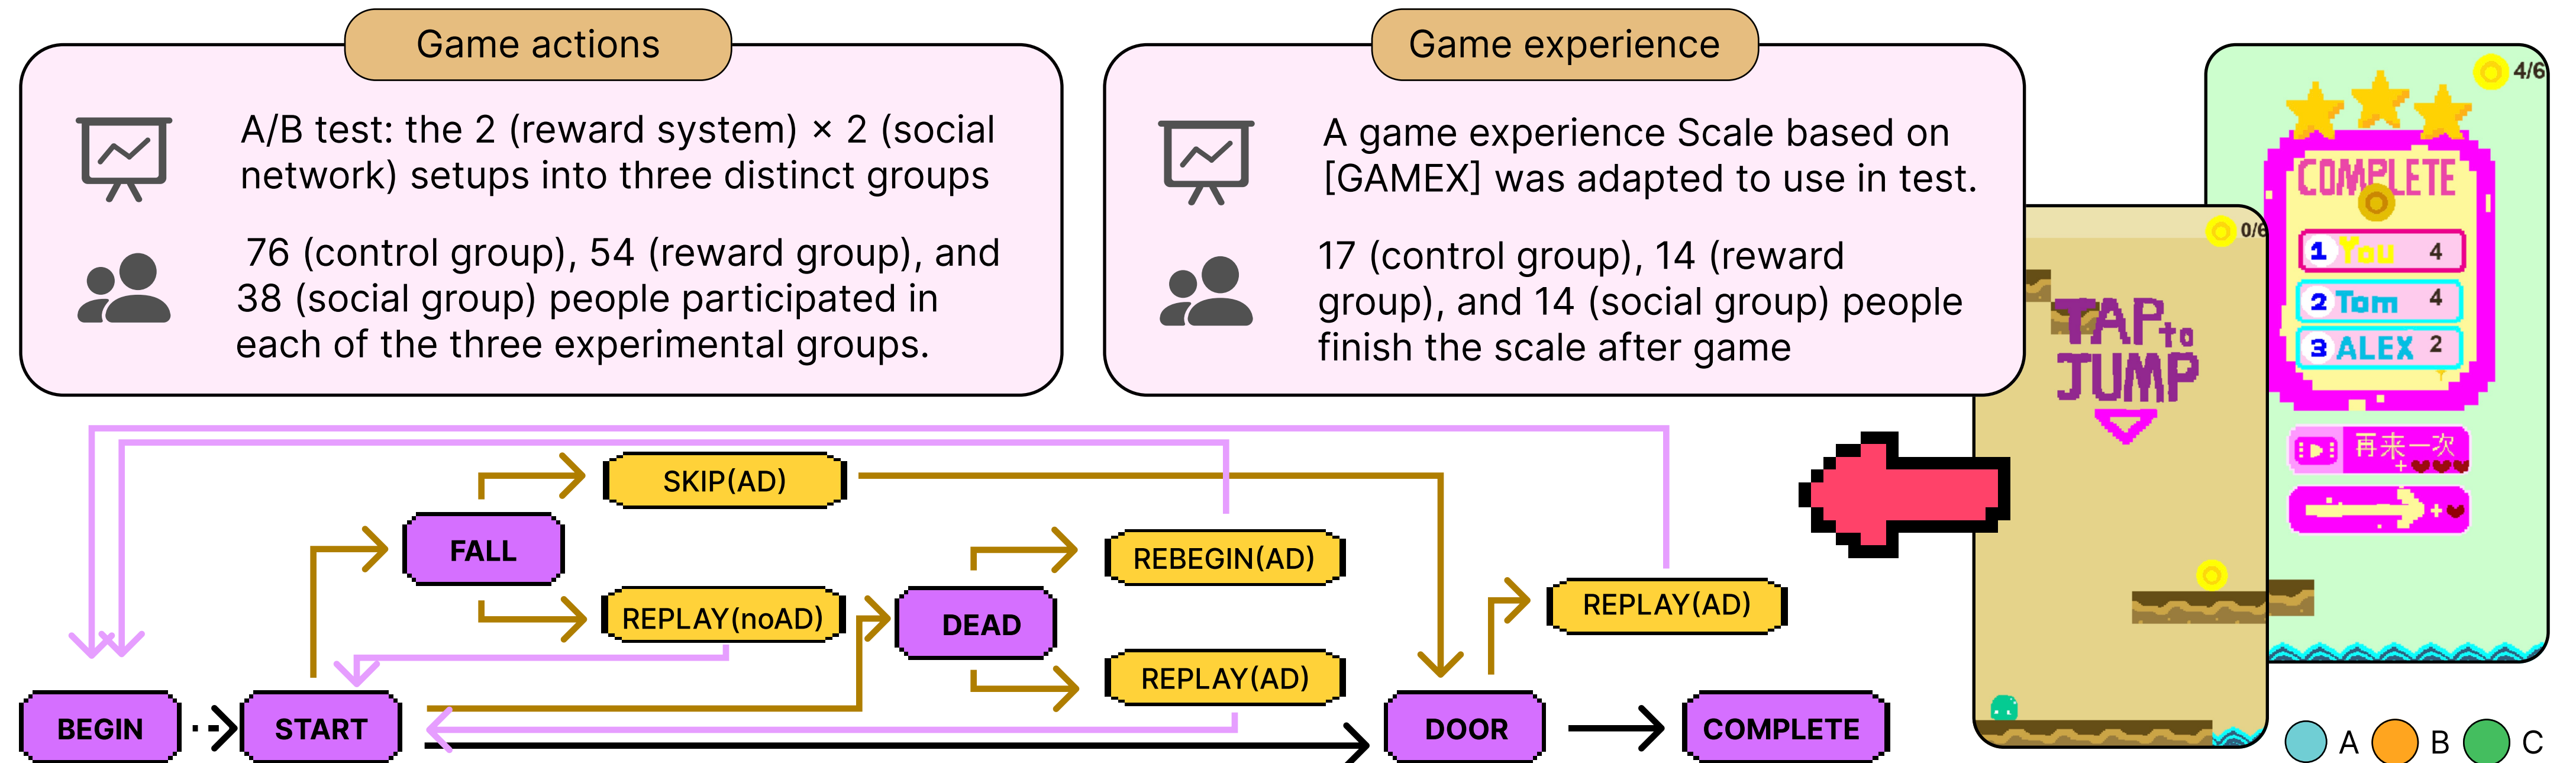 Game actions
A/B test: the 2 (reward system) × 2 (social
network) setups into three distinct groups
76 (control group), 54 (reward group), and
38 (social group) people participated in
each of the three experimental groups.
Game experience
A game experience Scale based on
[GAMEX] was adapted to use in test.
17 (control group), 14 (reward
group), and 14 (social group) people
finish the scale after game
4/6
COMPLETE
1 You 4
2 Tom 4
3 ALEX 2
再来一次
+
+
0/6
TAP to
JUMP
SKIP(AD)
FALL
REPLAY(noAD)
DEAD
REBEGIN(AD)
REPLAY(AD)
REPLAY(AD)
BEGIN
START
DOOR
COMPLETE
A B C